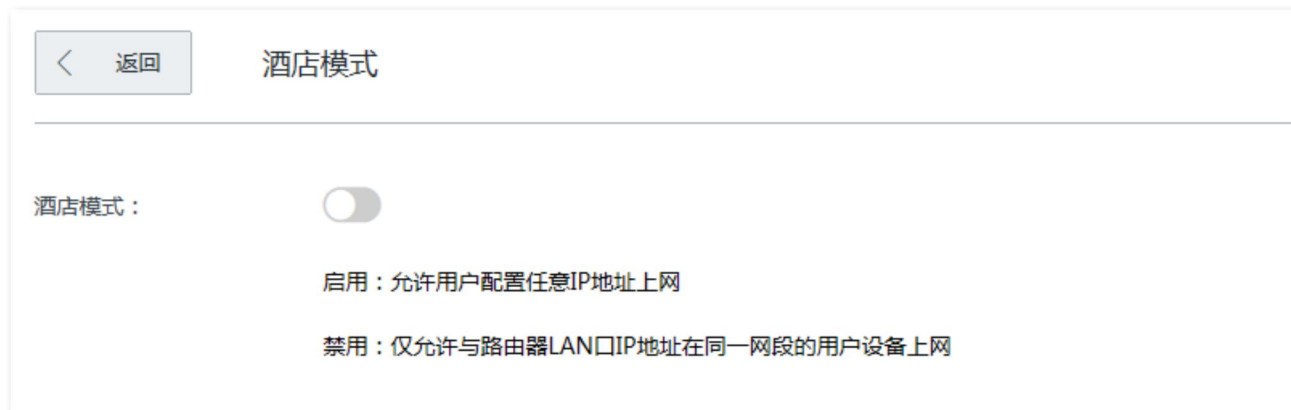 返回
酒店模式
酒店模式：
启用：允许用户配置任意IP地址上网
禁用：仅允许与路由器LAN口IP地址在同一网段的用户设备上网